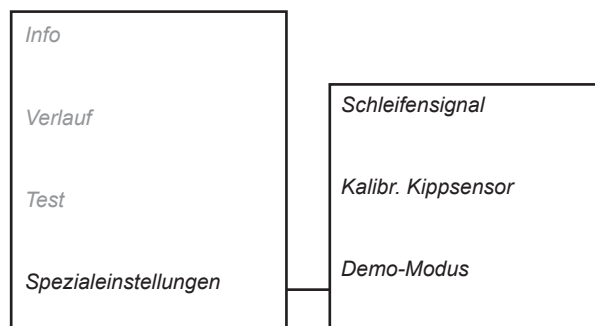 Info
Verlauf
Test
Spezialeinstellungen
Schleifensignal
Kalibr. Kippsensor
Demo-Modus